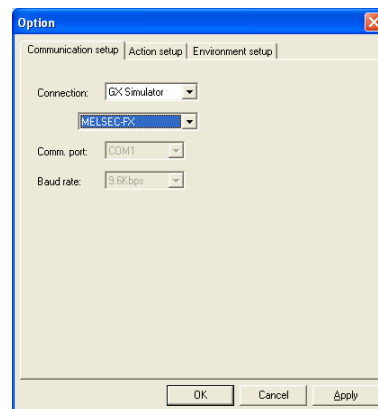 Option
Communication setup Action setup Environment setup
Connection: GX Simulator
MELSEC-FX
Comm. port: COM1
Baud rate: 9.6Kbps
OK Cancel Apply